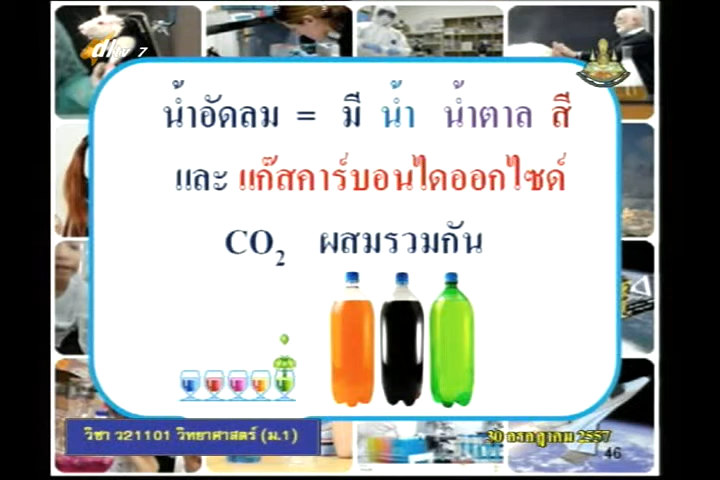 dltv 7
น้ำอัดลม = มี น้ำ น้ำตาล สี
และ แก๊สคาร์บอนไดออกไซด์
CO₂ ผสมรวมกัน
วิชา ว21101 วิทยาศาสตร์ (ม.1)
30 กรกฎาคม 2557
46